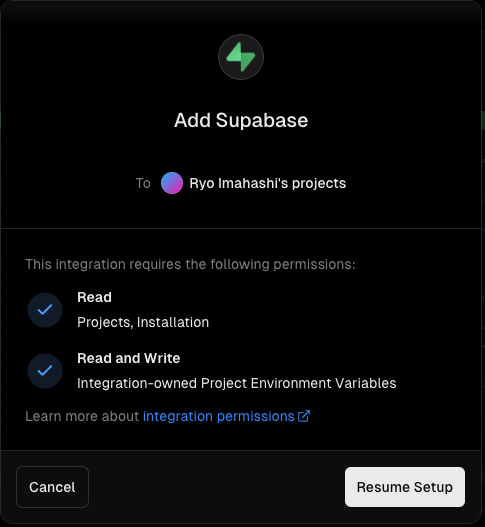 Add Supabase
To Ryo Imahashi's projects
This integration requires the following permissions:
Read
Projects, Installation
Read and Write
Integration-owned Project Environment Variables
Learn more about integration permissions
Cancel
Resume Setup